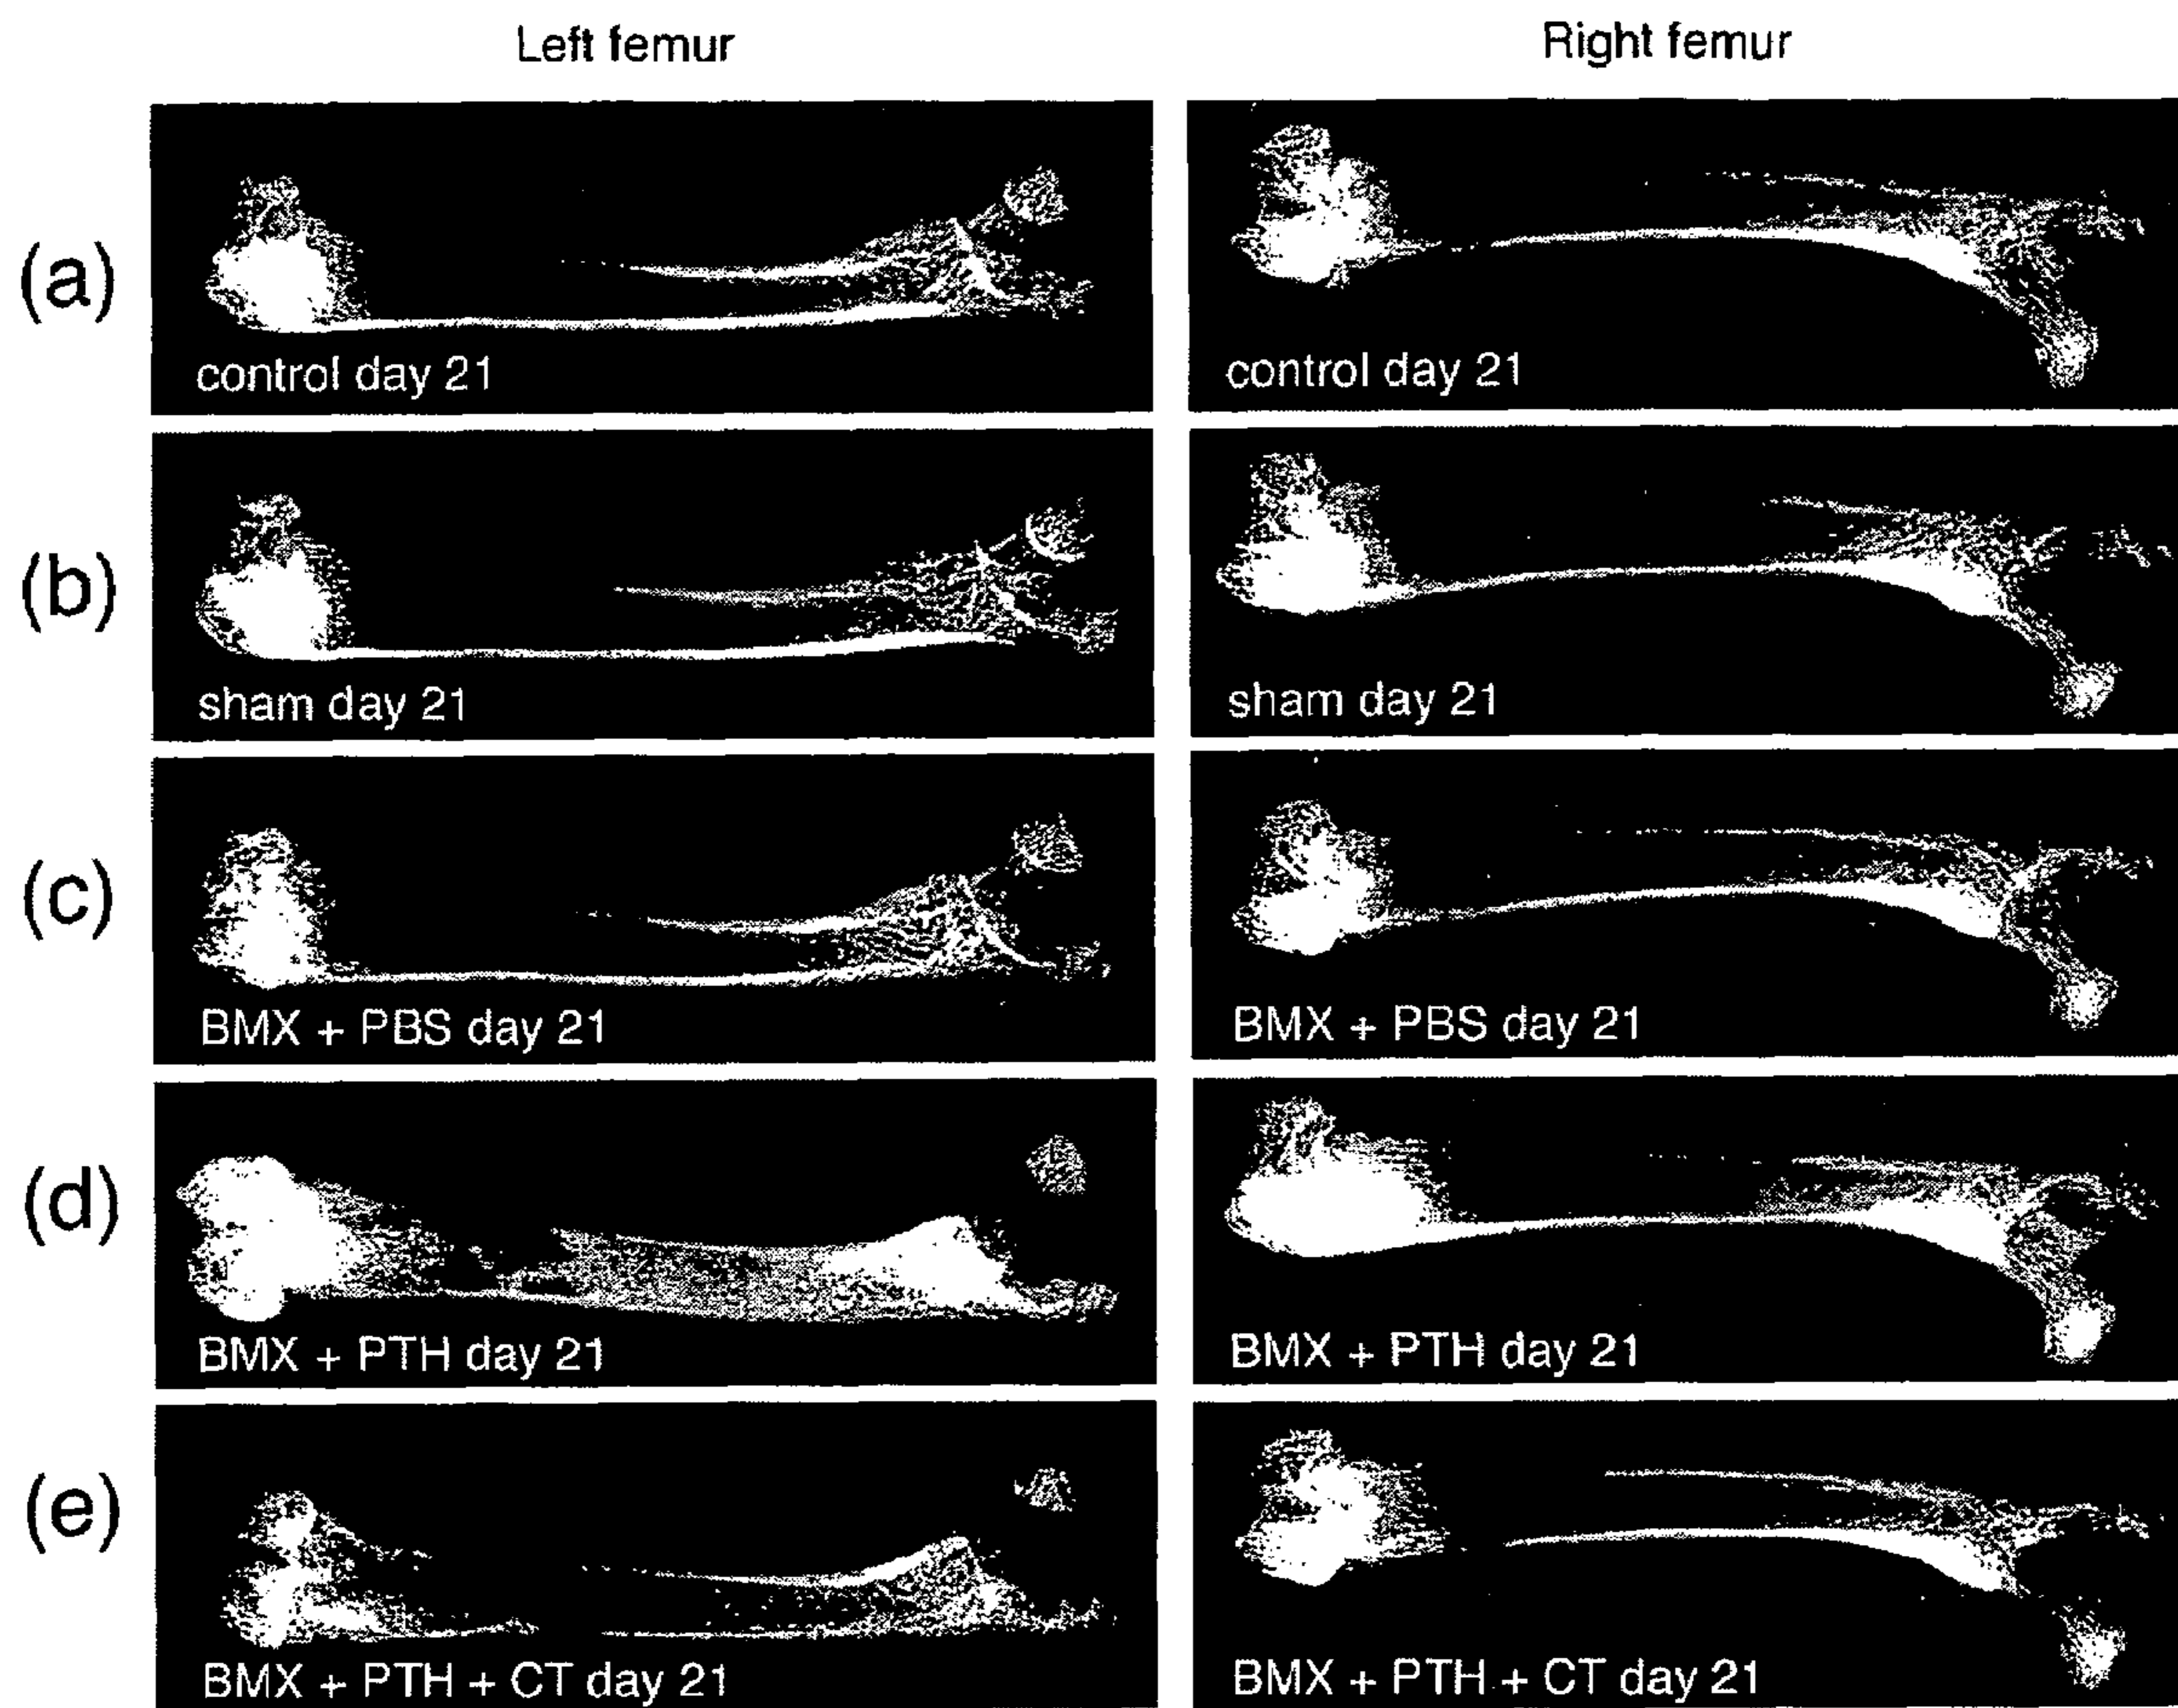 Left femur
Right femur
(a)
control day 21
control day 21
(b)
sham day 21
sham day 21
(c)
BMX + PBS day 21
BMX + PBS day 21
(d)
BMX + PTH day 21
BMX + PTH day 21
(e)
BMX + PTH + CT day 21
BMX + PTH + CT day 21